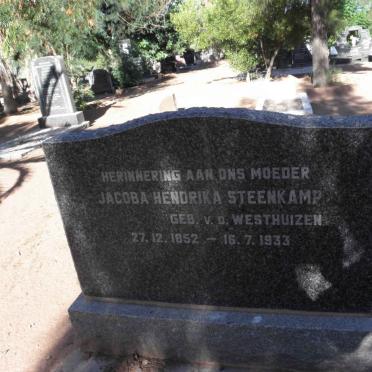 HERINNERING AAN ONS MOEDER
JACOBA HENDRIKA STEENKAMP
GEB. v. d. WESTHUIZEN
27. 12. 1852 – 16. 7. 1933